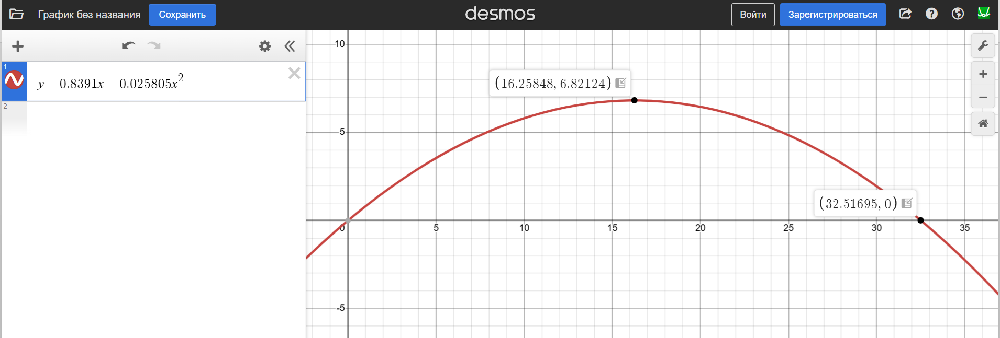 График без названия Сохранить desmos Войти Зарегистрироваться ?
1
y = 0.8391x − 0.025805x²
2
10
(16.25848, 6.82124)
5
(32.51695, 0)
0 5 10 15 20 25 30 35
-5